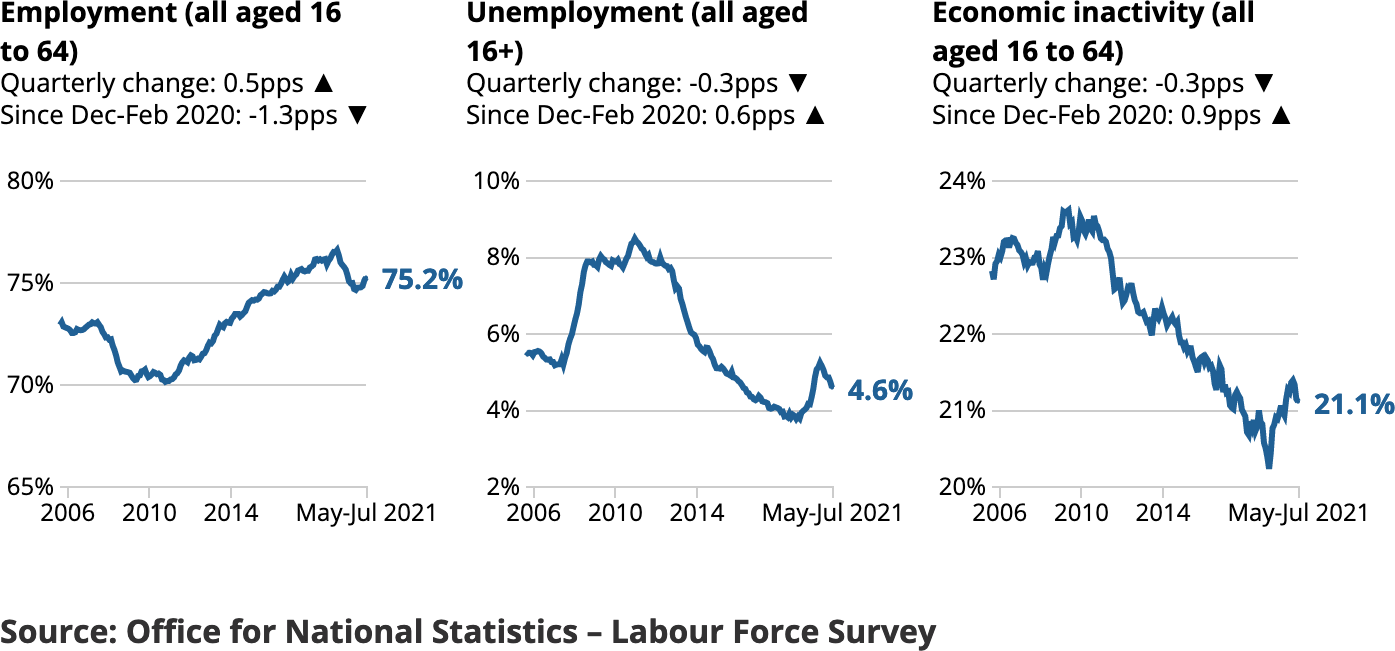 Employment (all aged 16
to 64)
Quarterly change: 0.5pps ▲
Since Dec-Feb 2020: -1.3pps ▼
80%
75%
70%
65%
2006 2010 2014 May-Jul 2021
75.2%
Unemployment (all aged
16+)
Quarterly change: -0.3pps ▼
Since Dec-Feb 2020: 0.6pps ▲
10%
8%
6%
4%
2%
2006 2010 2014 May-Jul 2021
4.6%
Economic inactivity (all
aged 16 to 64)
Quarterly change: -0.3pps ▼
Since Dec-Feb 2020: 0.9pps ▲
24%
23%
22%
21%
20%
2006 2010 2014 May-Jul 2021
21.1%
Source: Office for National Statistics – Labour Force Survey